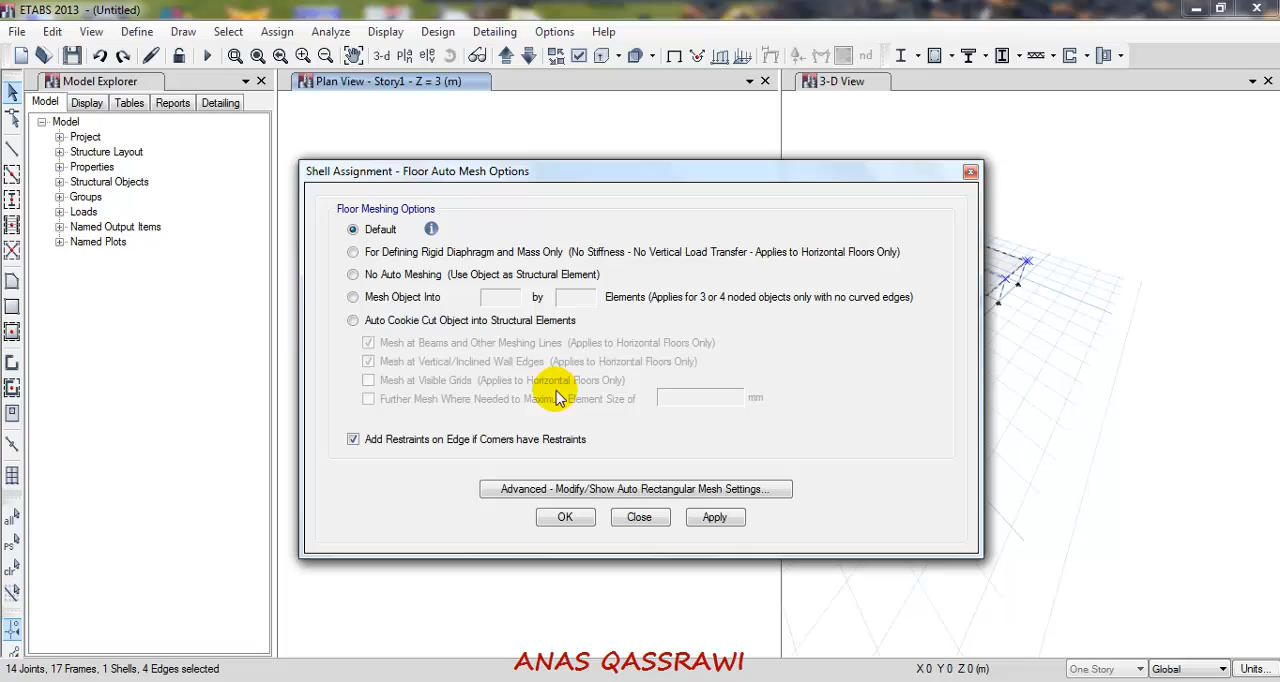 ETABS 2013 - (Untitled)
File Edit View Define Draw Select Assign Analyze Display Design Detailing Options Help
3-d nd
Model Explorer
Plan View - Story1 - Z = 3 (m)
3-D View
Model Display Tables Reports Detailing
Model
Project
Structure Layout
Properties
Structural Objects
Groups
Loads
Named Output Items
Named Plots
Shell Assignment - Floor Auto Mesh Options
Floor Meshing Options
Default
For Defining Rigid Diaphragm and Mass Only (No Stiffness - No Vertical Load Transfer - Applies to Horizontal Floors Only)
No Auto Meshing (Use Object as Structural Element)
Mesh Object Into by Elements (Applies for 3 or 4 noded objects only with no curved edges)
Auto Cookie Cut Object into Structural Elements
Mesh at Beams and Other Meshing Lines (Applies to Horizontal Floors Only)
Mesh at Vertical/Inclined Wall Edges (Applies to Horizontal Floors Only)
Mesh at Visible Grids (Applies to Horizontal Floors Only)
Further Mesh Where Needed to Maximum Element Size of mm
Add Restraints on Edge if Corners have Restraints
Advanced - Modify/Show Auto Rectangular Mesh Settings...
OK Close Apply
all
PS
clr
14 Joints, 17 Frames, 1 Shells, 4 Edges selected
ANAS QASSRAWI
X 0 Y 0 Z 0 (m)
One Story
Global
Units...